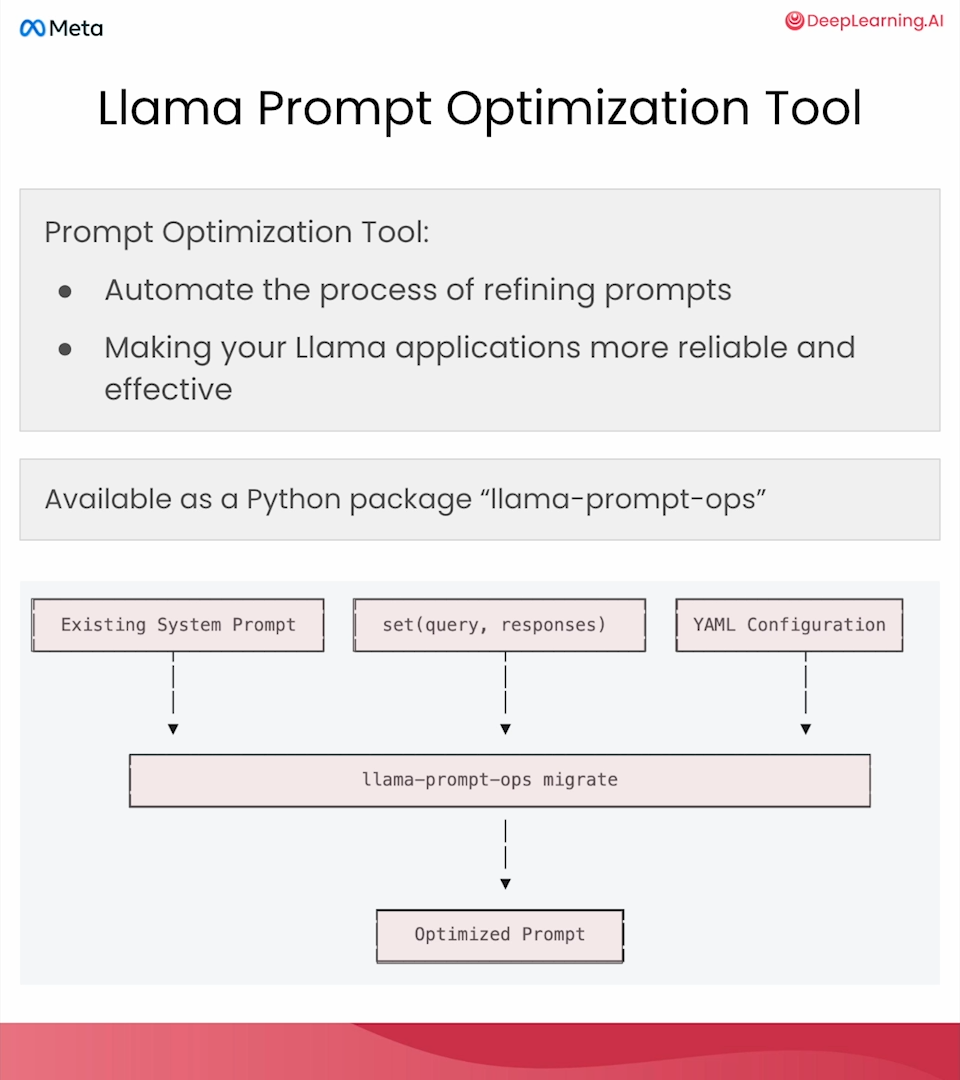 Meta
DeepLearning.AI
Llama Prompt Optimization Tool
Prompt Optimization Tool:
● Automate the process of refining prompts
● Making your Llama applications more reliable and
effective
Available as a Python package “llama-prompt-ops”
Existing System Prompt
set(query, responses)
YAML Configuration
llama-prompt-ops migrate
Optimized Prompt